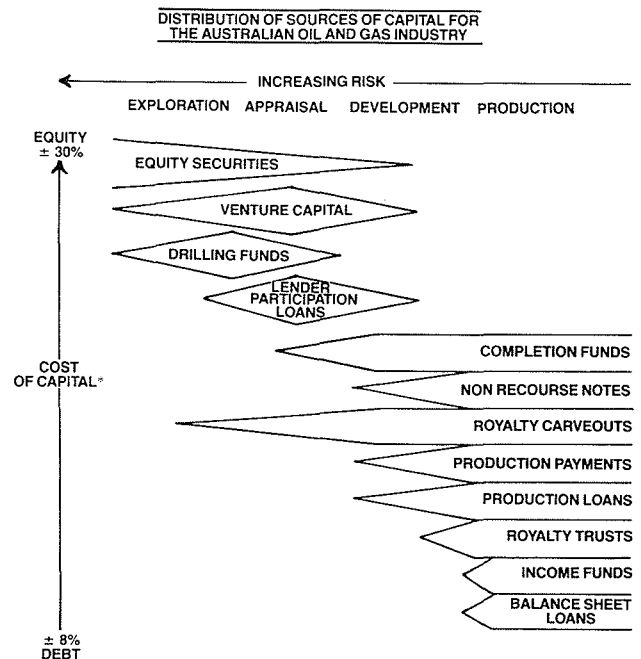 DISTRIBUTION OF SOURCES OF CAPITAL FOR
THE AUSTRALIAN OIL AND GAS INDUSTRY
INCREASING RISK
EXPLORATION APPRAISAL DEVELOPMENT PRODUCTION
EQUITY
± 30%
EQUITY SECURITIES
VENTURE CAPITAL
DRILLING FUNDS
LENDER
PARTICIPATION
LOANS
COMPLETION FUNDS
COST
OF CAPITAL*
NON RECOURSE NOTES
ROYALTY CARVEOUTS
PRODUCTION PAYMENTS
PRODUCTION LOANS
ROYALTY TRUSTS
INCOME FUNDS
BALANCE SHEET
LOANS
± 8%
DEBT